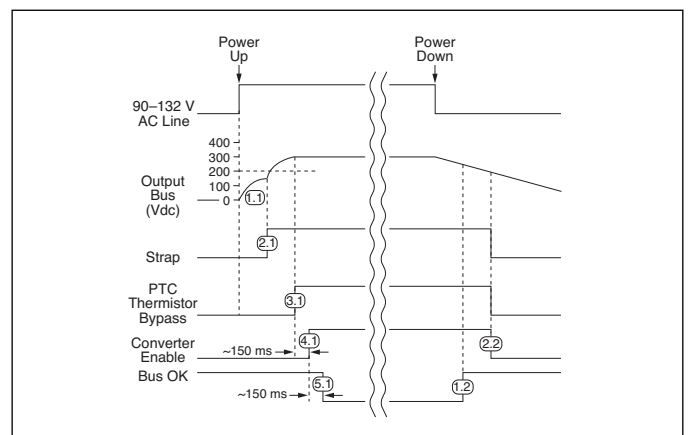 Power
Up
Power
Down
90–132 V
AC Line
400
300
200
100
0
Output
Bus
(Vdc)
1.1
Strap
2.1
PTC
Thermistor
Bypass
3.1
Converter
Enable
4.1
2.2
~150 ms
Bus OK
5.1
1.2
~150 ms